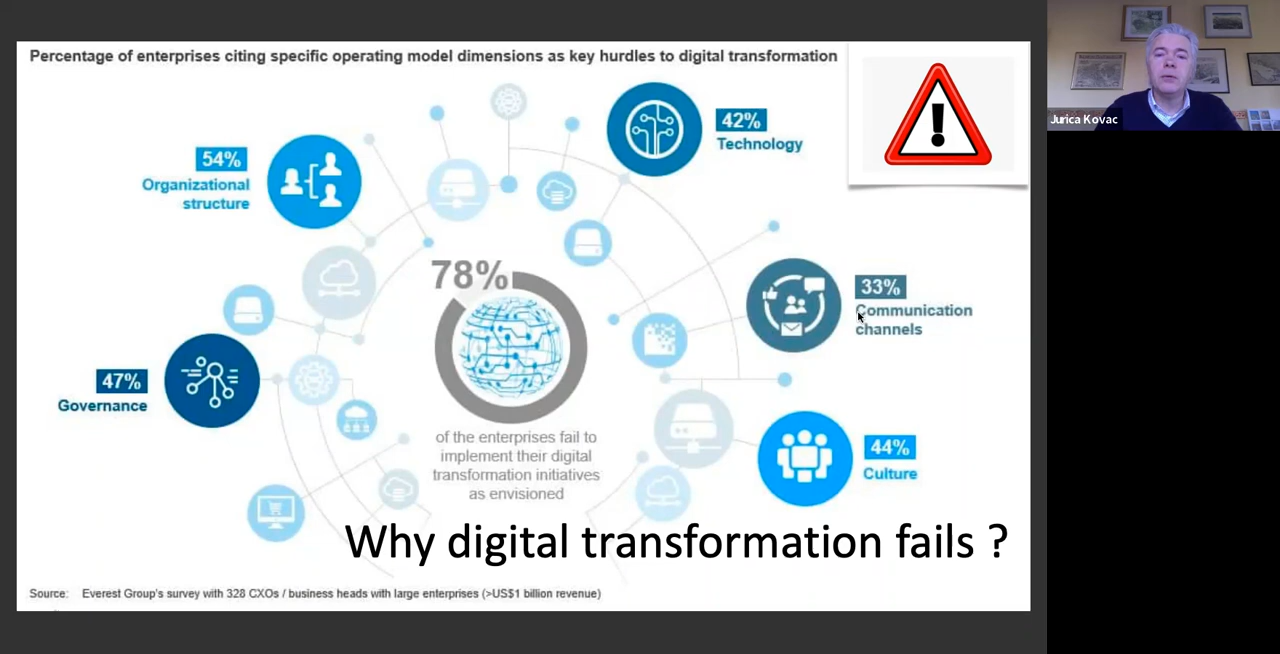 Percentage of enterprises citing specific operating model dimensions as key hurdles to digital transformation
42%
Technology
54%
Organizational
structure
78%
33%
Communication
channels
47%
Governance
of the enterprises fail to
implement their digital
transformation initiatives
as envisioned
44%
Culture
Why digital transformation fails ?
Source: Everest Group's survey with 328 CXOs / business heads with large enterprises (>US$1 billion revenue)
Jurica Kovac